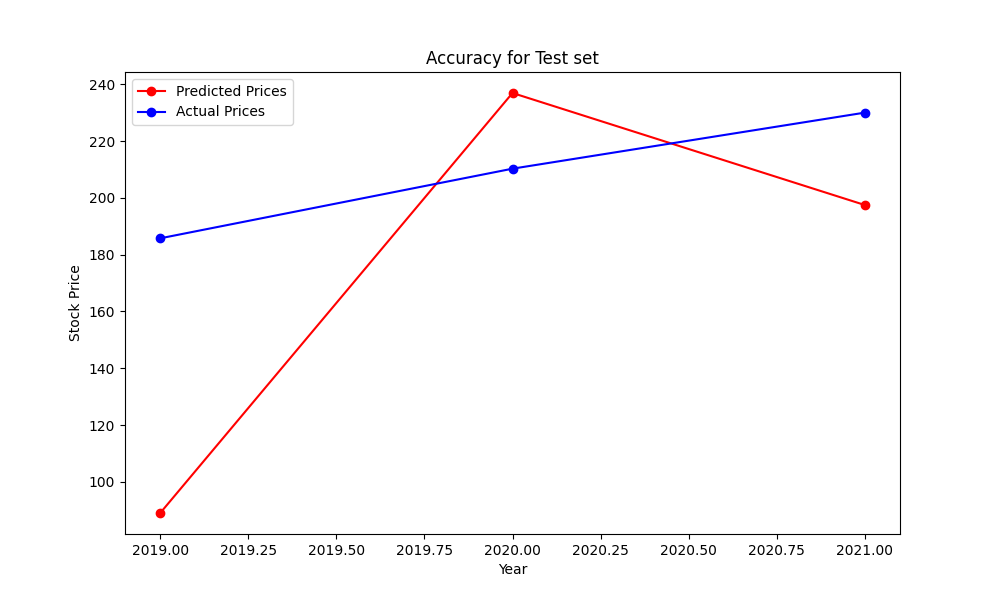 Accuracy for Test set
Predicted Prices
Actual Prices
240
220
200
180
160
140
120
100
Stock Price
2019.00 2019.25 2019.50 2019.75 2020.00 2020.25 2020.50 2020.75 2021.00
Year